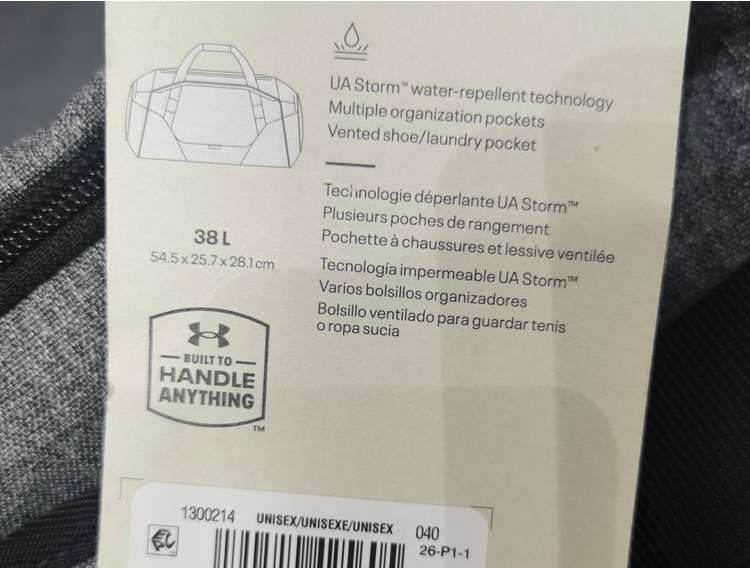 UA Storm™ water-repellent technology
Multiple organization pockets
Vented shoe/laundry pocket
Technologie déperlante UA Storm™
Plusieurs poches de rangement
Pochette à chaussures et lessive ventilée
Tecnología impermeable UA Storm™
Varios bolsillos organizadores
Bolsillo ventilado para guardar tenis
o ropa sucia
38 L
54.5 x 25.7 x 28.1 cm
BUILT TO
HANDLE
ANYTHING
™
1300214 UNISEX/UNISEXE/UNISEX 040
26-P1-1